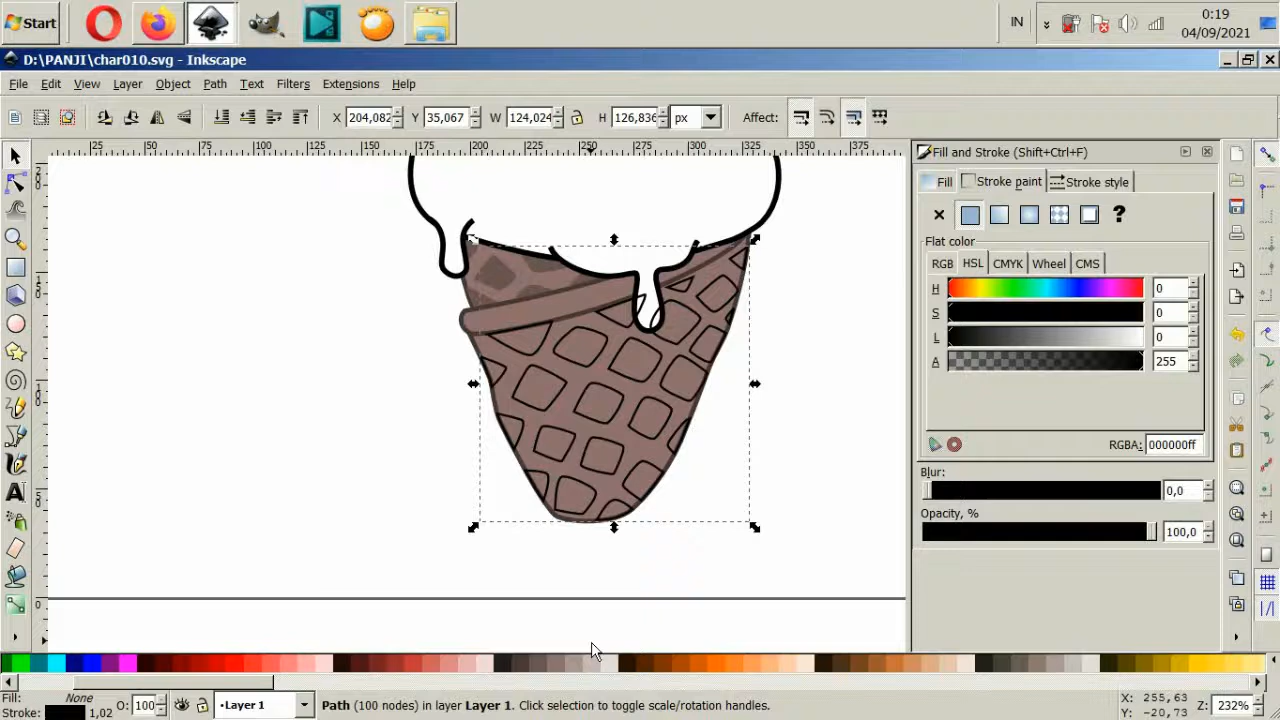 Start
IN
0:19
04/09/2021
D:\PANJI\char010.svg - Inkscape
File Edit View Layer Object Path Filters Extensions Help
X 204,082 Y 35,067 W 124,024 H 126,836 px Affect:
25 50 75 100 125 150 175 200 225 250 275 300 325 350 375
Fill and Stroke (Shift+Ctrl+F)
Fill Stroke paint Stroke style
?
Flat color
RGB HSL CMYK Wheel CMS
H 0
S 0
L 0
A 255
RGBA: 000000ff
Blur:
0,0
Opacity, %
100,0
Fill: None
Stroke: 1,02
O: 100
•Layer 1
Path (100 nodes) in layer Layer 1. Click selection to toggle scale/rotation handles.
X: 255,63
Y: -20,73
Z: 232%